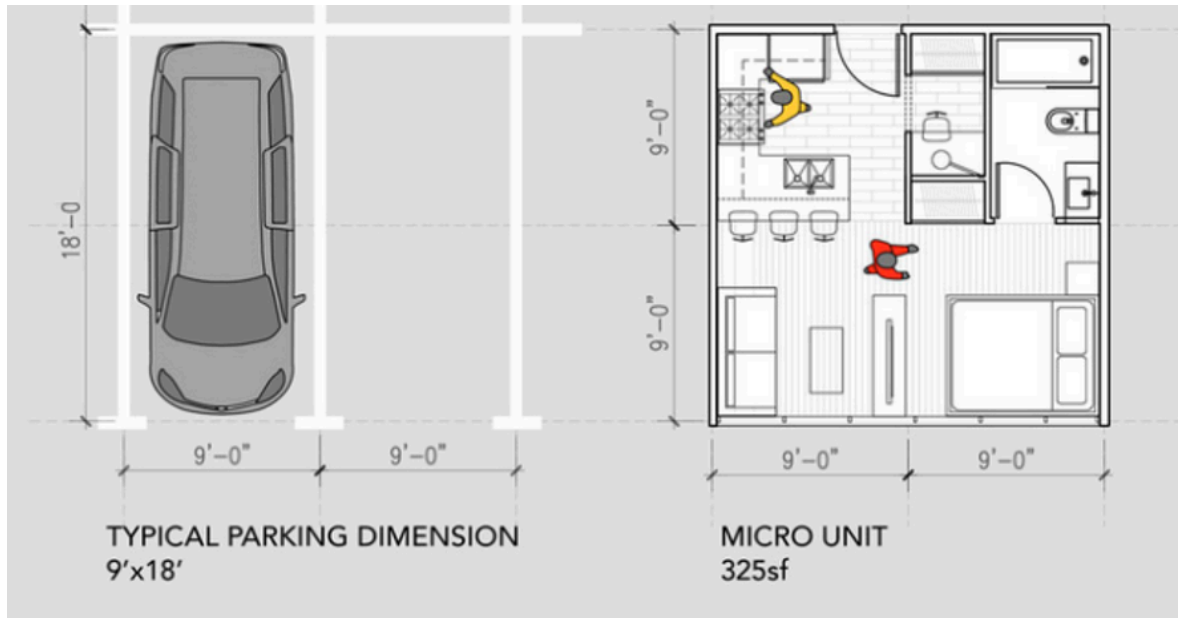 18'-0
9'-0"
9'-0"
TYPICAL PARKING DIMENSION
9'x18'
9'-0"
9'-0"
9'-0"
9'-0"
MICRO UNIT
325sf